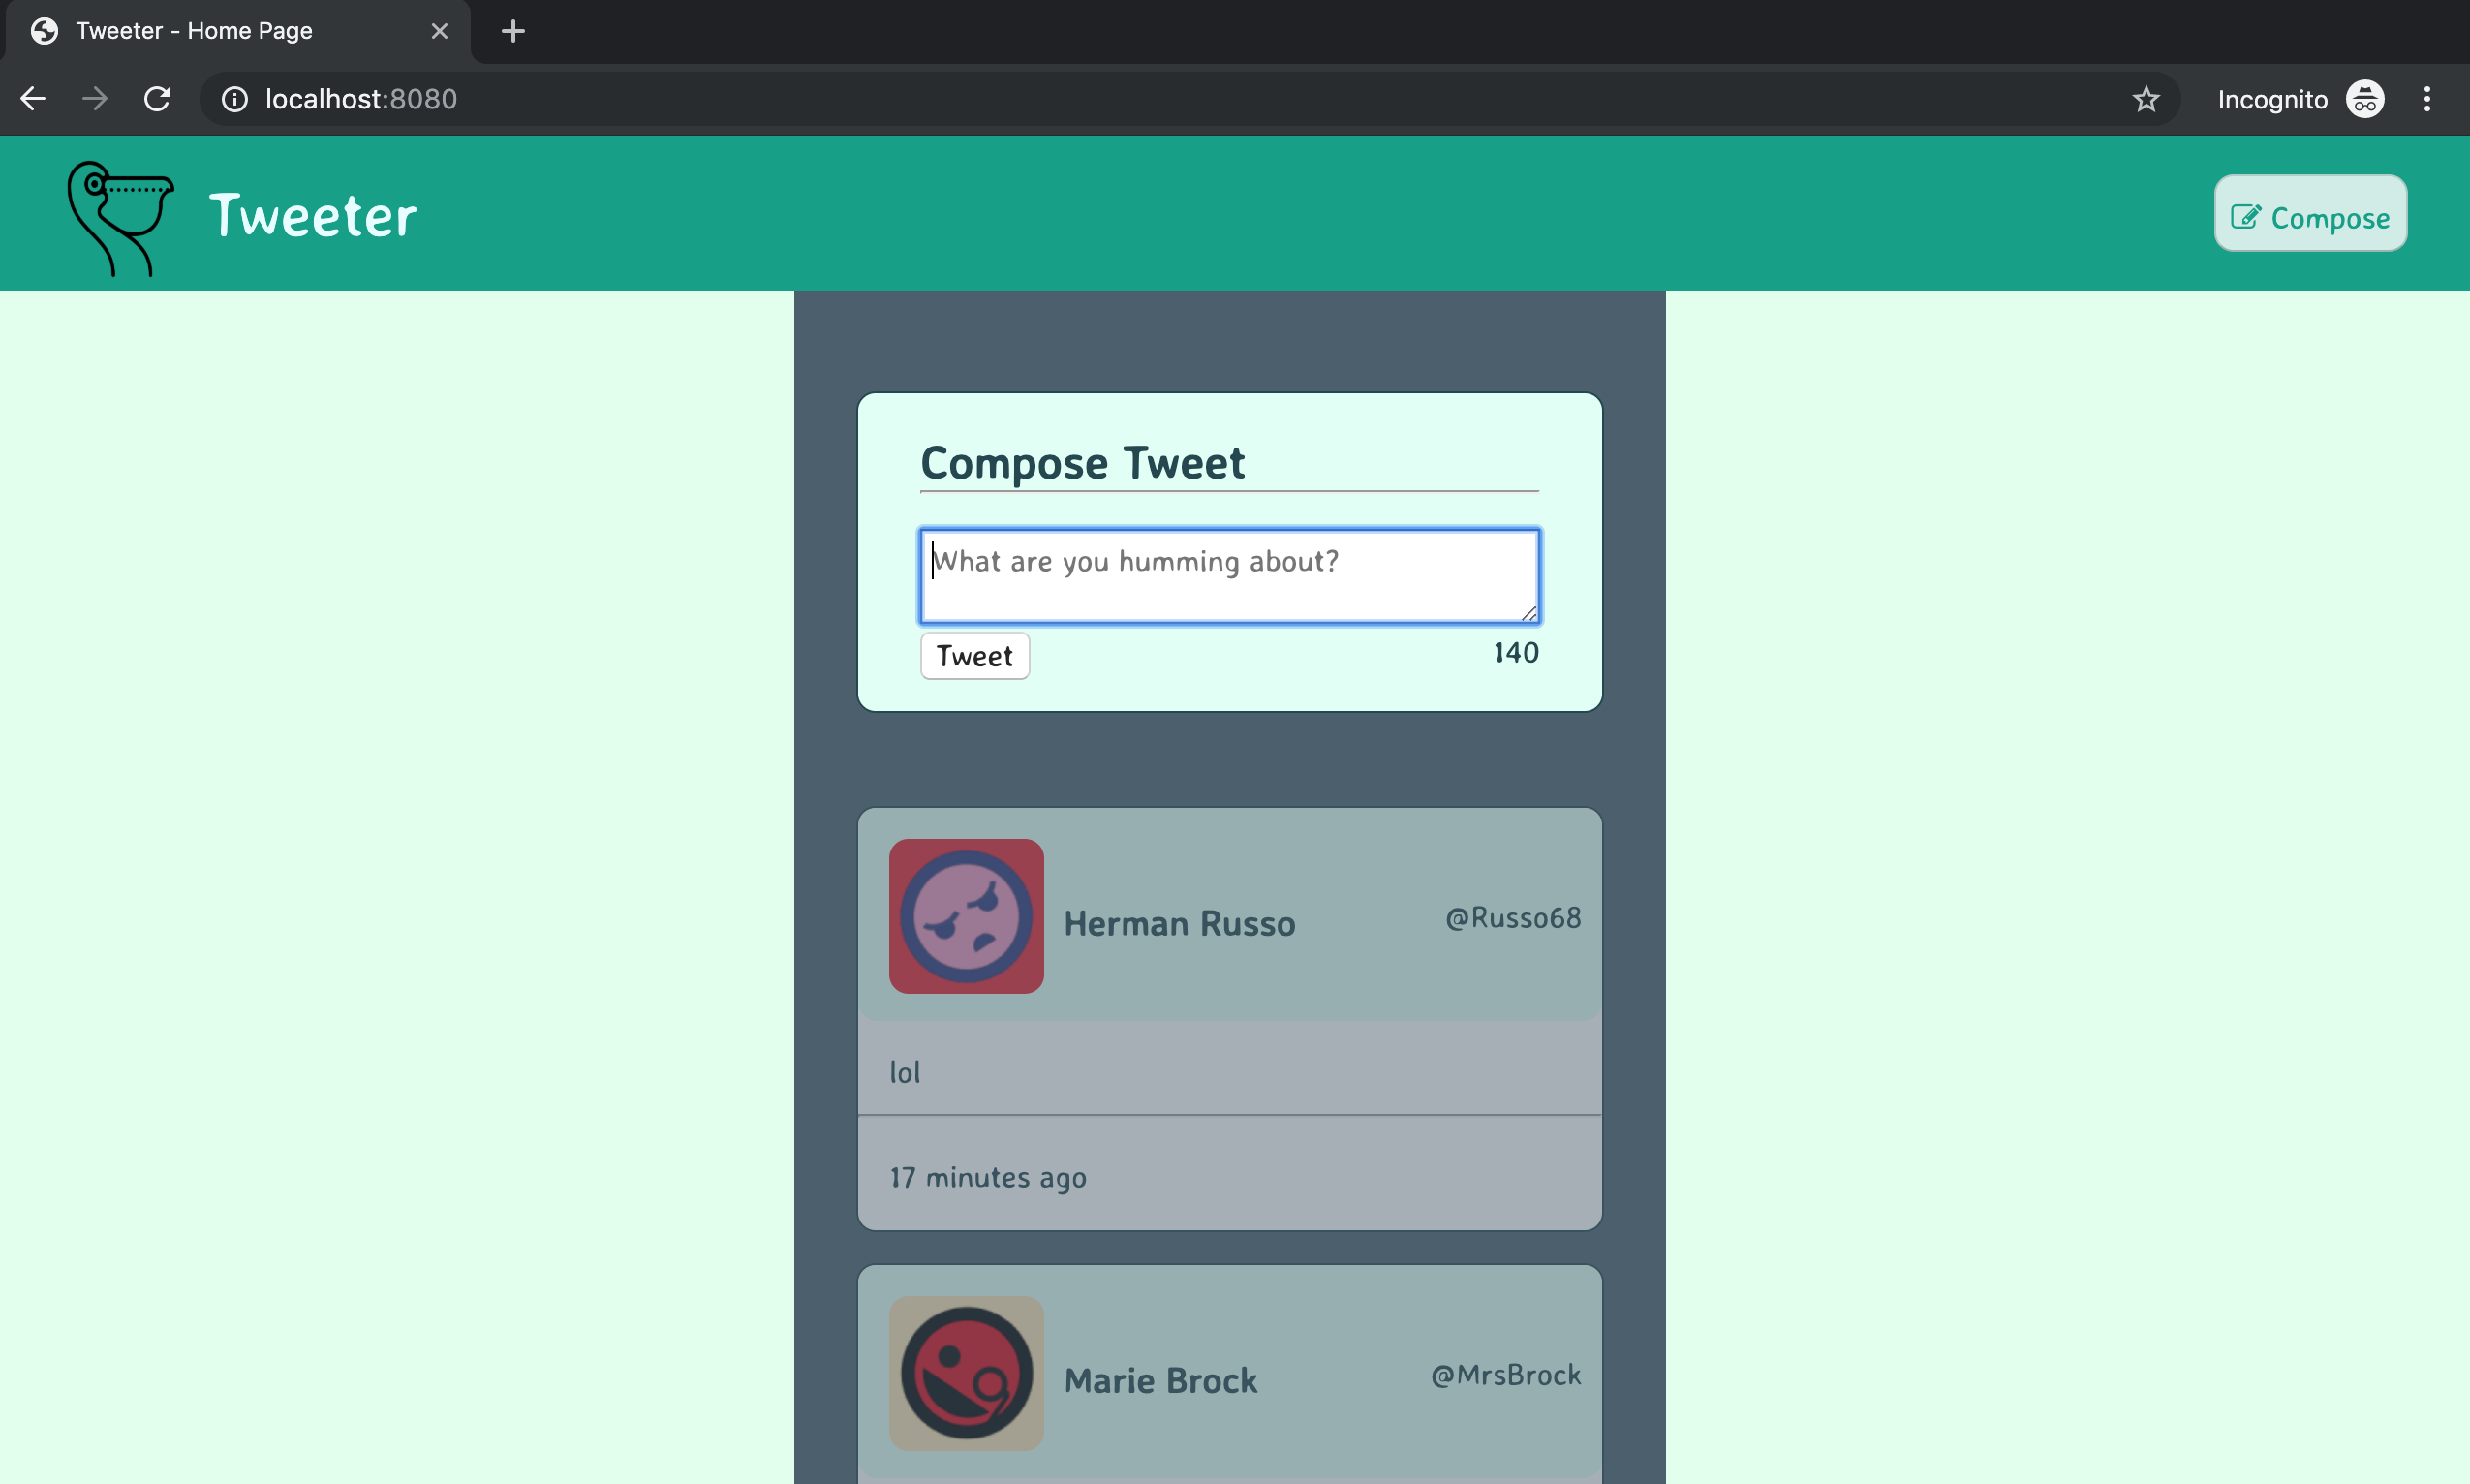 Tweeter - Home Page
localhost:8080
Incognito
Tweeter
Compose
Compose Tweet
What are you humming about?
Tweet
140
Herman Russo
@Russo68
lol
17 minutes ago
Marie Brock
@MrsBrock